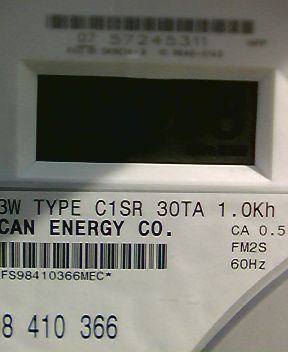 07 57245311
3W TYPE C1SR 30TA 1.0Kh
CAN ENERGY CO.
CA 0.5
FM2S
60Hz
FS98410366MEC*
8 410 366